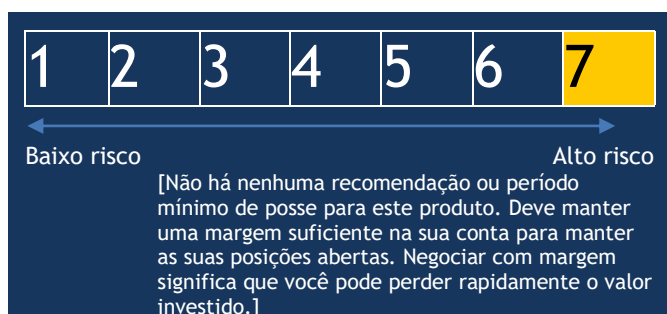 1 2 3 4 5 6 7
Baixo risco Alto risco
[Não há nenhuma recomendação ou período
mínimo de posse para este produto. Deve manter
uma margem suficiente na sua conta para manter
as suas posições abertas. Negociar com margem
significa que você pode perder rapidamente o valor
investido.]